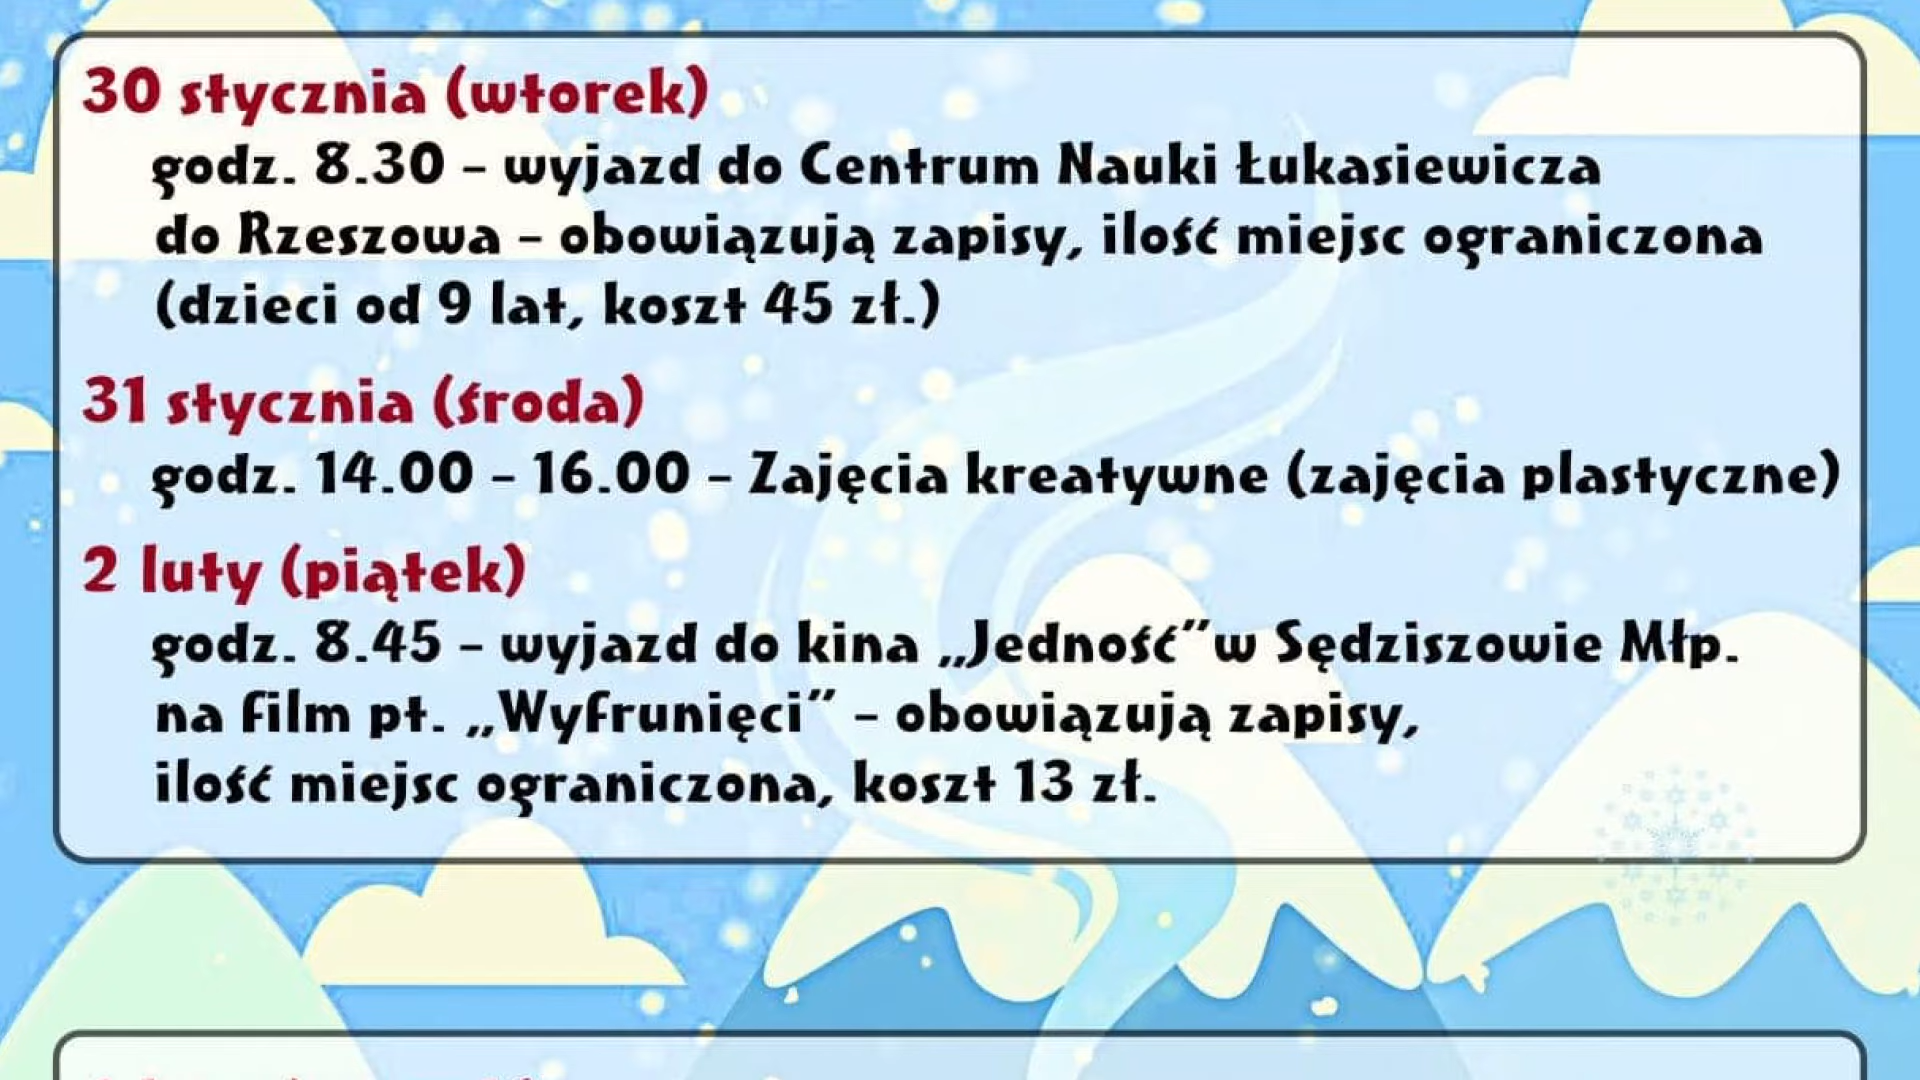 30 stycznia (wtorek)
godz. 8.30 – wyjazd do Centrum Nauki Łukasiewicza
do Rzeszowa – obowiązują zapisy, ilość miejsc ograniczona
(dzieci od 9 lat, koszt 45 zł.)
31 stycznia (środa)
godz. 14.00 – 16.00 – Zajęcia kreatywne (zajęcia plastyczne)
2 luty (piątek)
godz. 8.45 – wyjazd do kina „Jedność”w Sędziszowie Młp.
na film pt. „Wyfrunięci” – obowiązują zapisy,
ilość miejsc ograniczona, koszt 13 zł.